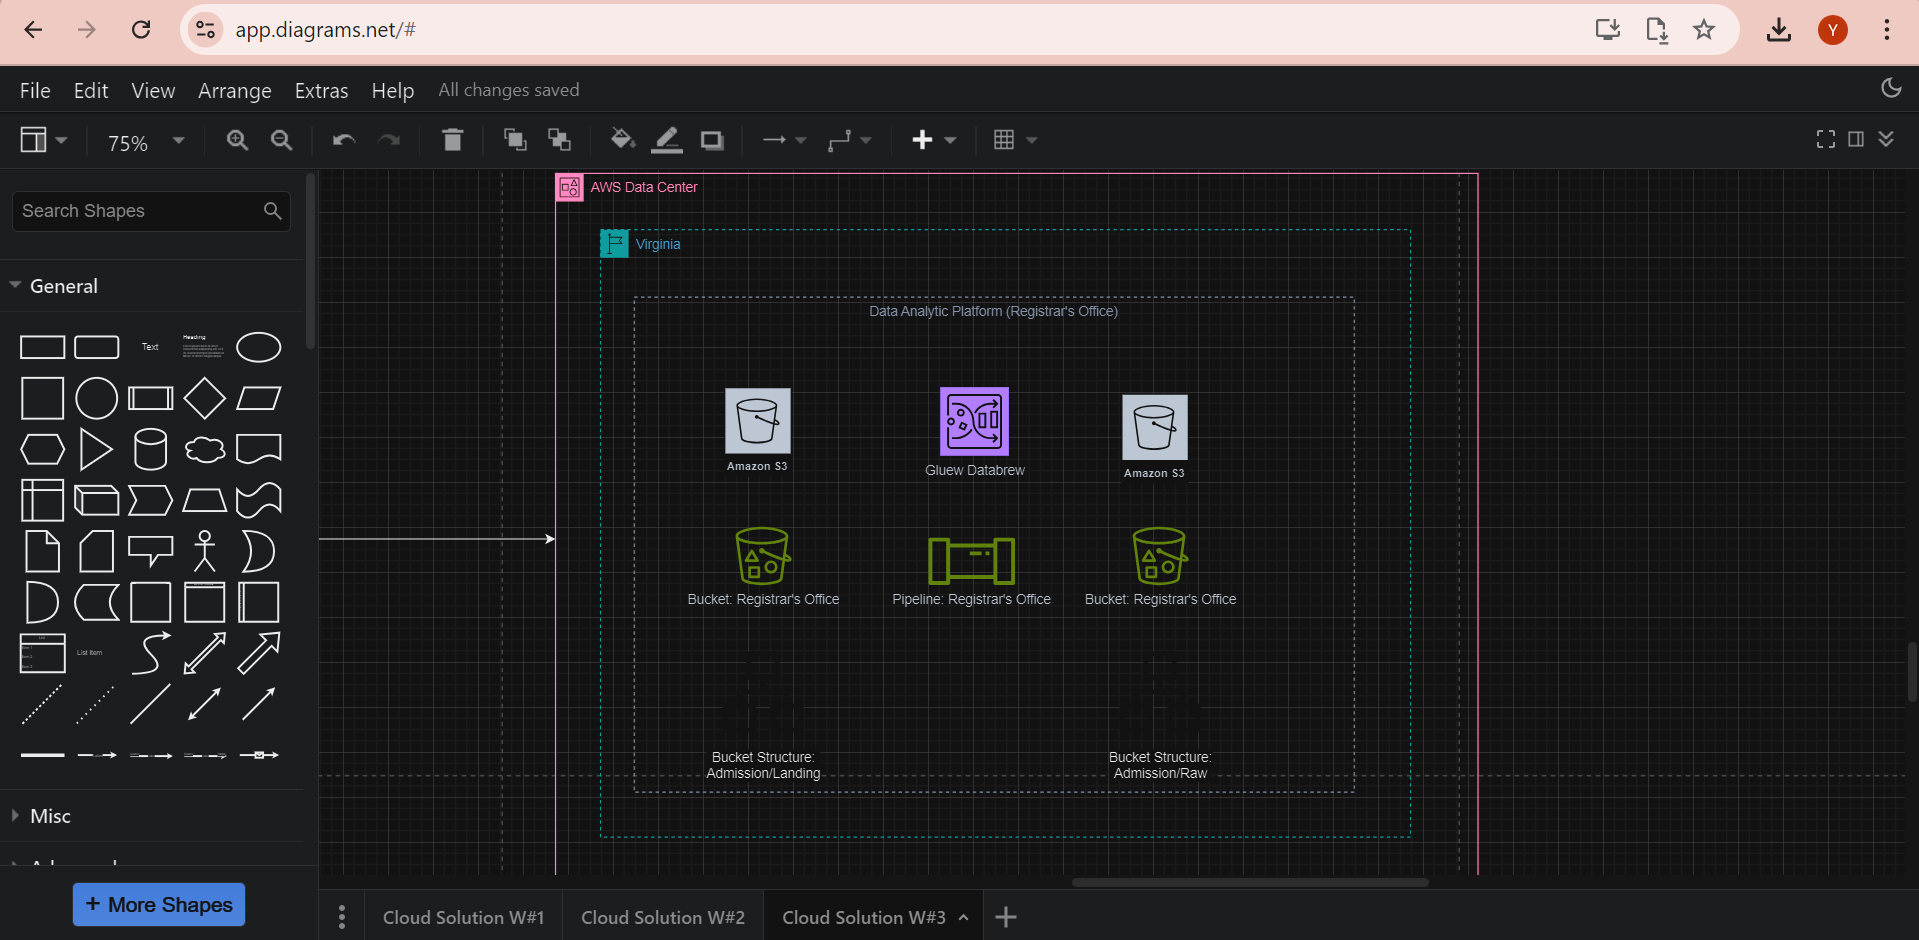 app.diagrams.net/#
Y
File Edit View Arrange Extras Help All changes saved
75%
Search Shapes
General
Text
Heading
List Item
Misc
+ More Shapes
AWS Data Center
Virginia
Data Analytic Platform (Registrar's Office)
Amazon S3
Gluew Databrew
Amazon S3
Bucket: Registrar's Office
Pipeline: Registrar's Office
Bucket: Registrar's Office
Bucket Structure:
Admission/Landing
Bucket Structure:
Admission/Raw
Cloud Solution W#1
Cloud Solution W#2
Cloud Solution W#3